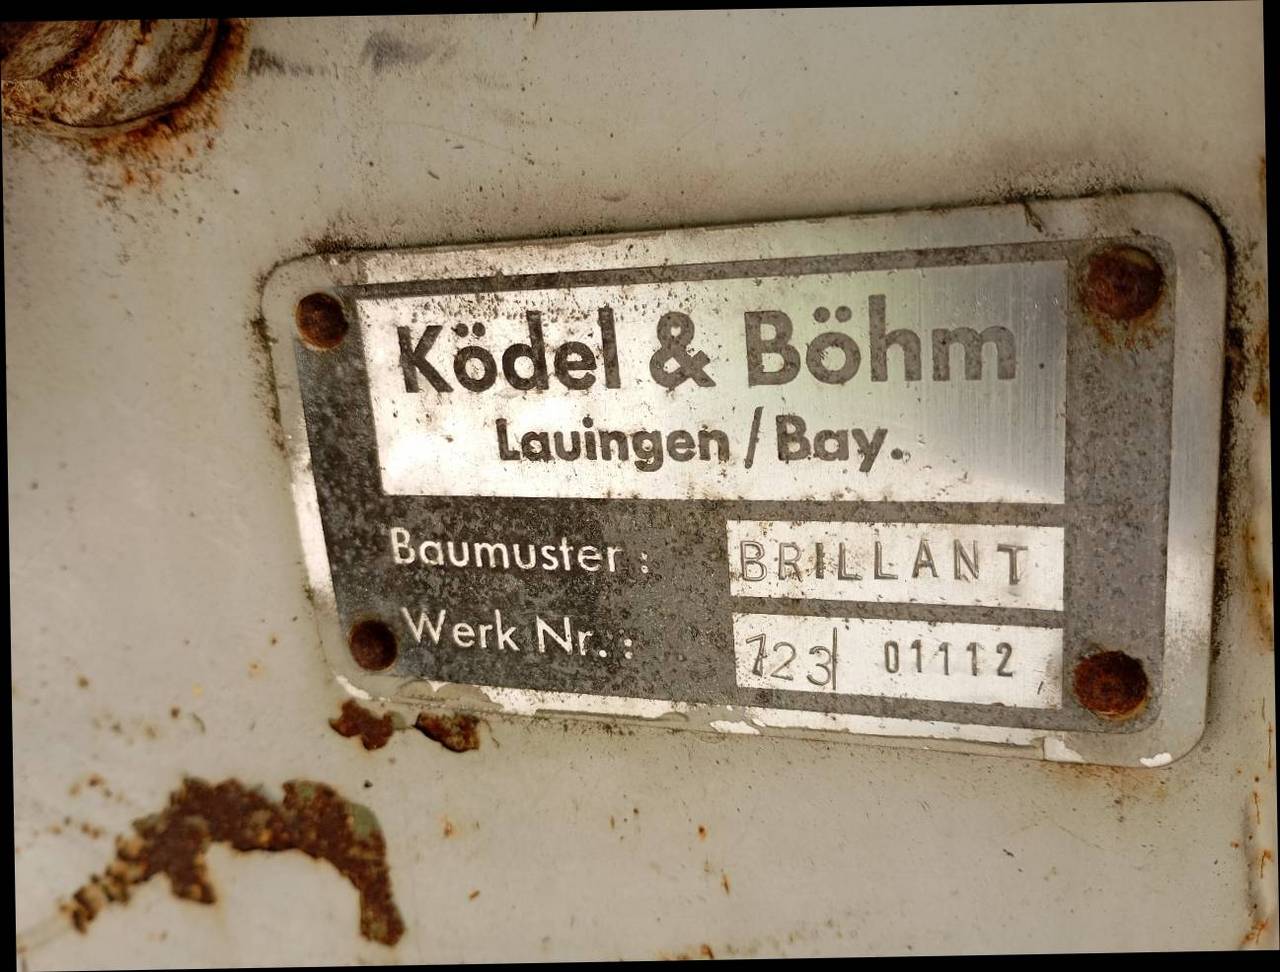 Ködel & Böhm
Lauingen / Bay.
Baumuster : BRILLANT
Werk Nr. : 723| 01112